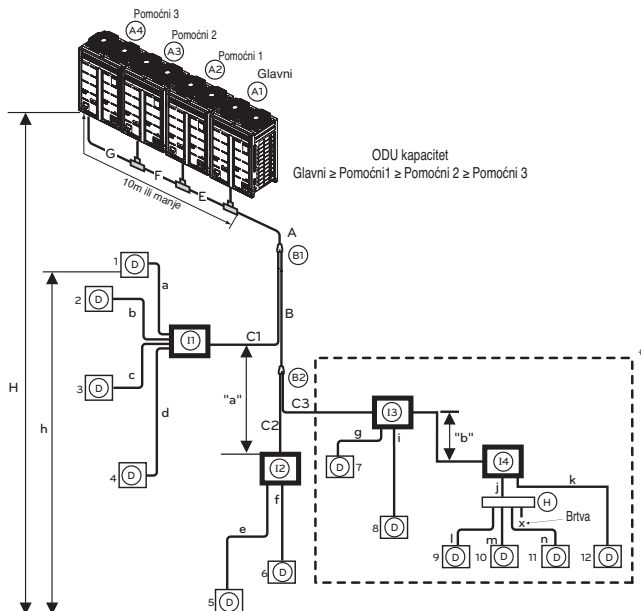 Pomoćni 3
A4
Pomoćni 2
A3
Pomoćni 1
A2
Glavni
A1
ODU kapacitet
Glavni ≥ Pomoćni1 ≥ Pomoćni 2 ≥ Pomoćni 3
G
F
E
10m ili manje
A
B1
1 D
a
2 D
b
I1
C1
B
3 D
c
d
4 D
H
h
"a"
B2
C3
C2
I2
e
f
5 D
6 D
I3
g
i
D 7
8 D
"b"
I4
j
k
H
x
Brtva
l
m
n
9 D
10 D
11 D
12 D